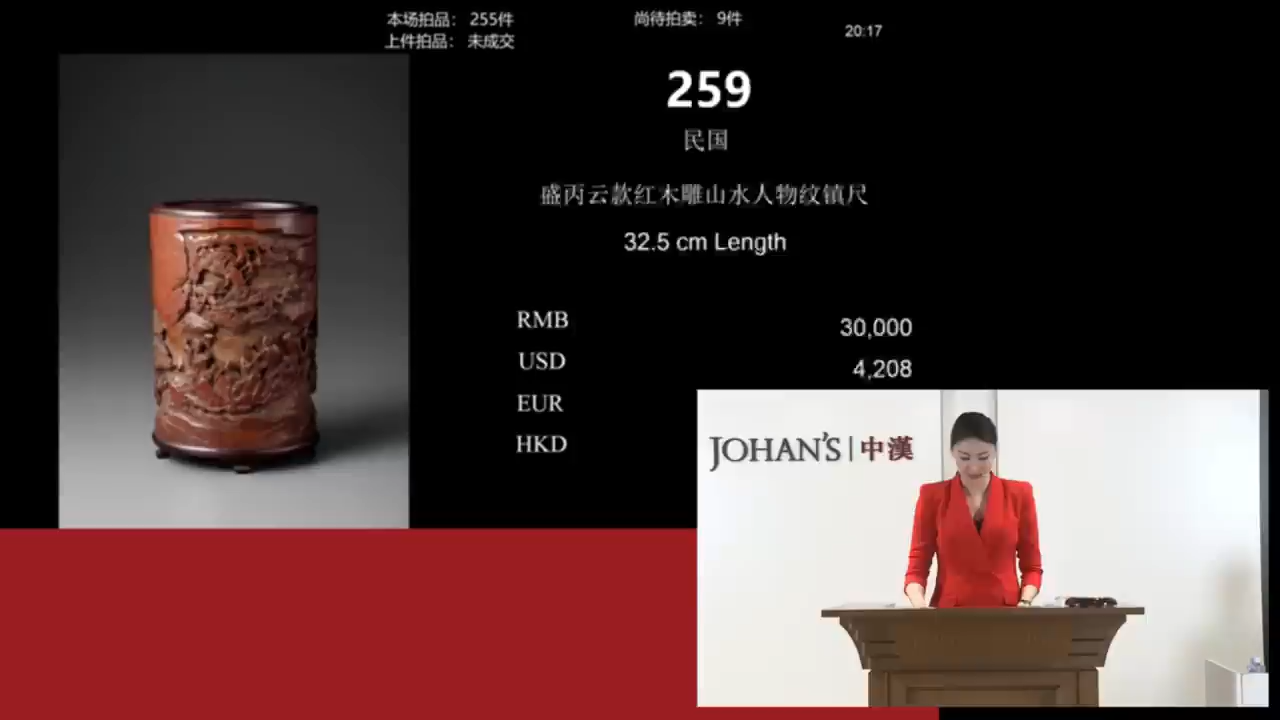 本场拍品： 255件
尚待拍卖： 9件
上件拍品： 未成交
20:17
259
民国
盛丙云款红木雕山水人物纹镇尺
32.5 cm Length
RMB 30,000
USD 4,208
EUR
HKD
JOHAN'S | 中漢